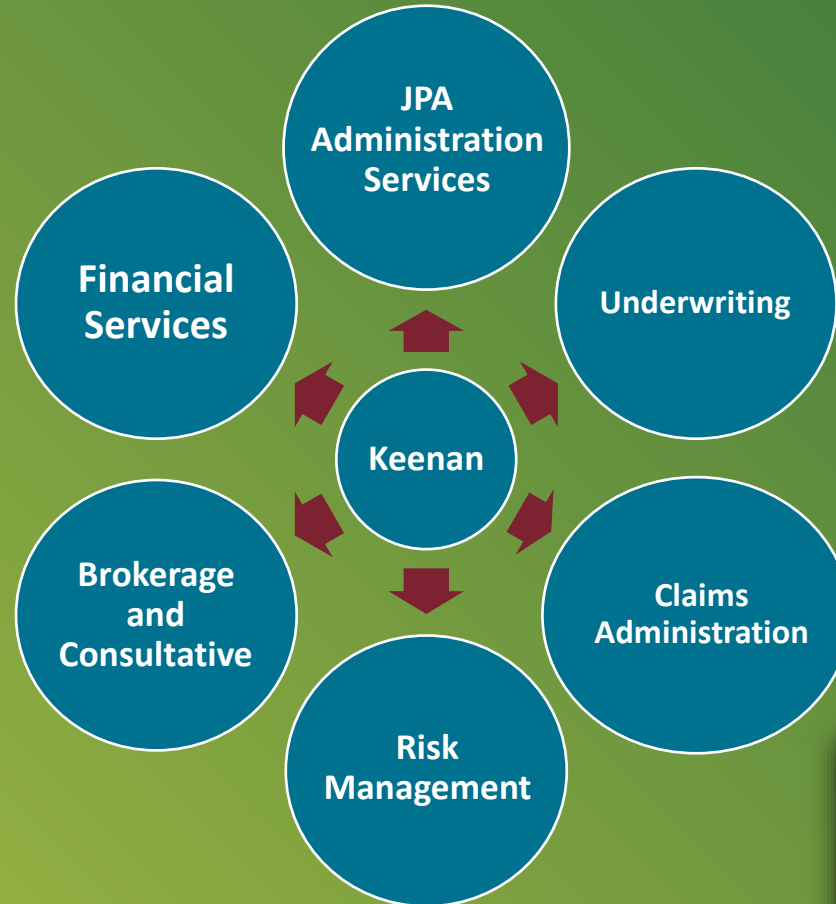 JPA
Administration
Services
Underwriting
Claims
Administration
Risk
Management
Brokerage
and
Consultative
Financial
Services
Keenan